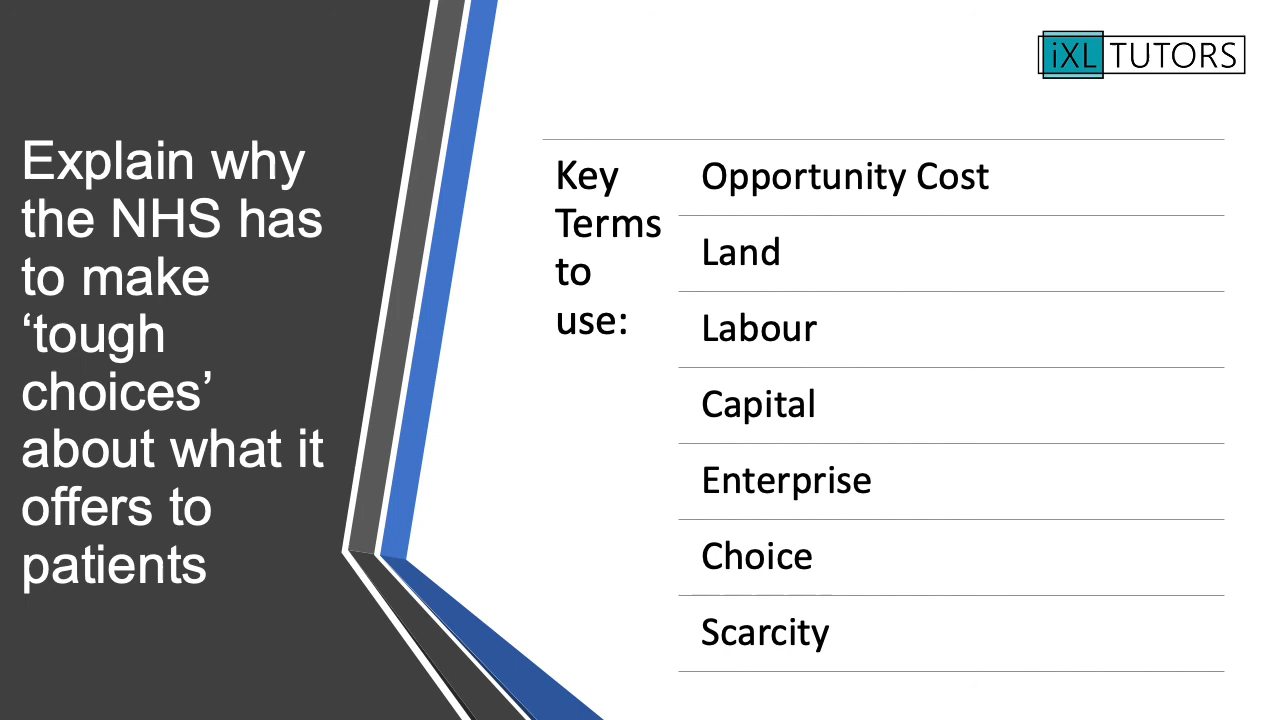 Explain why
the NHS has
to make
‘tough
choices’
about what it
offers to
patients
iXL TUTORS
Key
Terms
to
use:
Opportunity Cost
Land
Labour
Capital
Enterprise
Choice
Scarcity